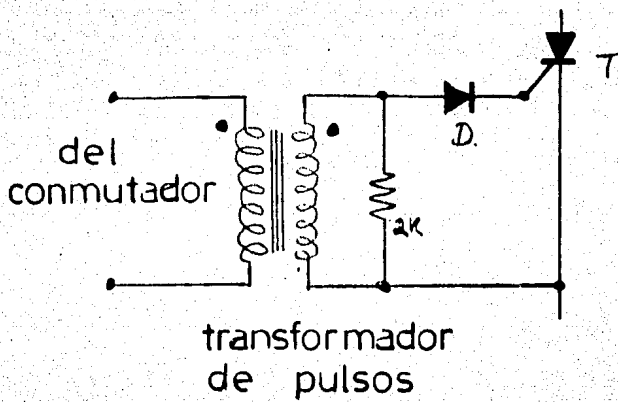 T
D.
del
conmutador
2K
transformador
de pulsos